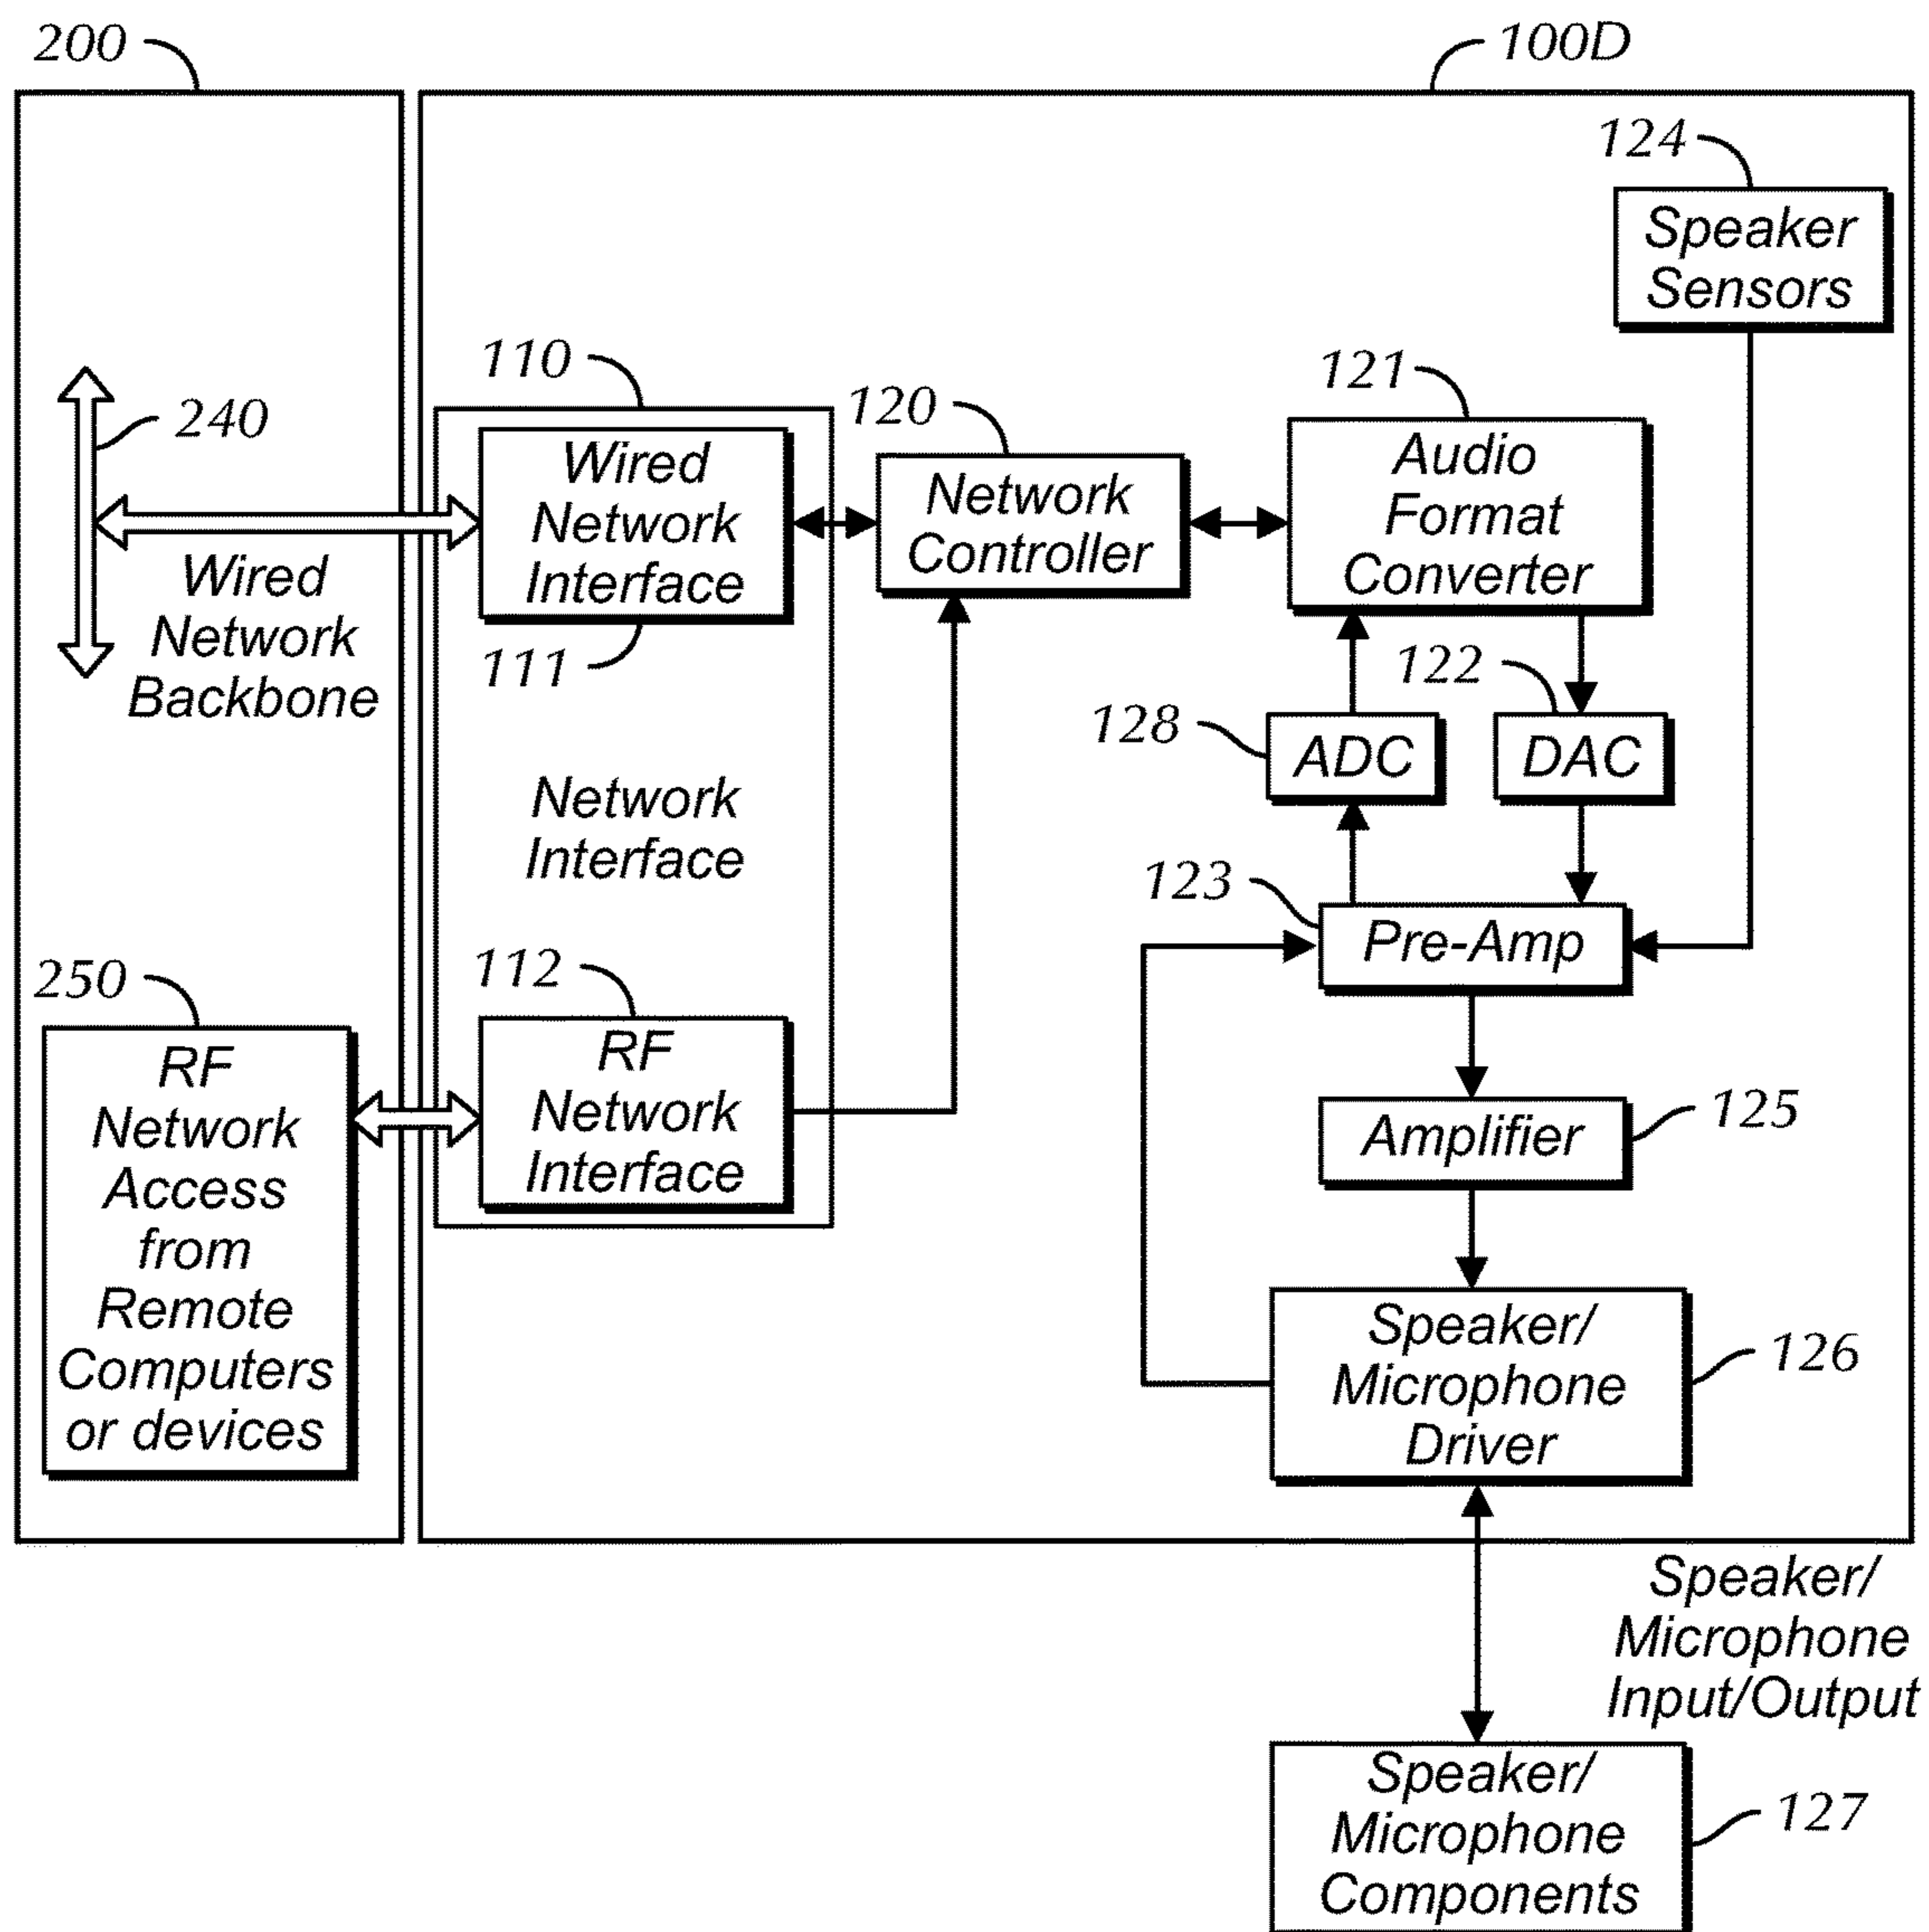 200
100D
124
Speaker
Sensors
110
121
120
240
Wired
Network
Interface
Network
Controller
Audio
Format
Converter
Wired
Network
Backbone
111
122
128
ADC
DAC
Network
Interface
123
Pre-Amp
250
112
RF
Network
Access
from
Remote
Computers
or devices
RF
Network
Interface
Amplifier
125
Speaker/
Microphone
Driver
126
Speaker/
Microphone
Input/Output
Speaker/
Microphone
Components
127